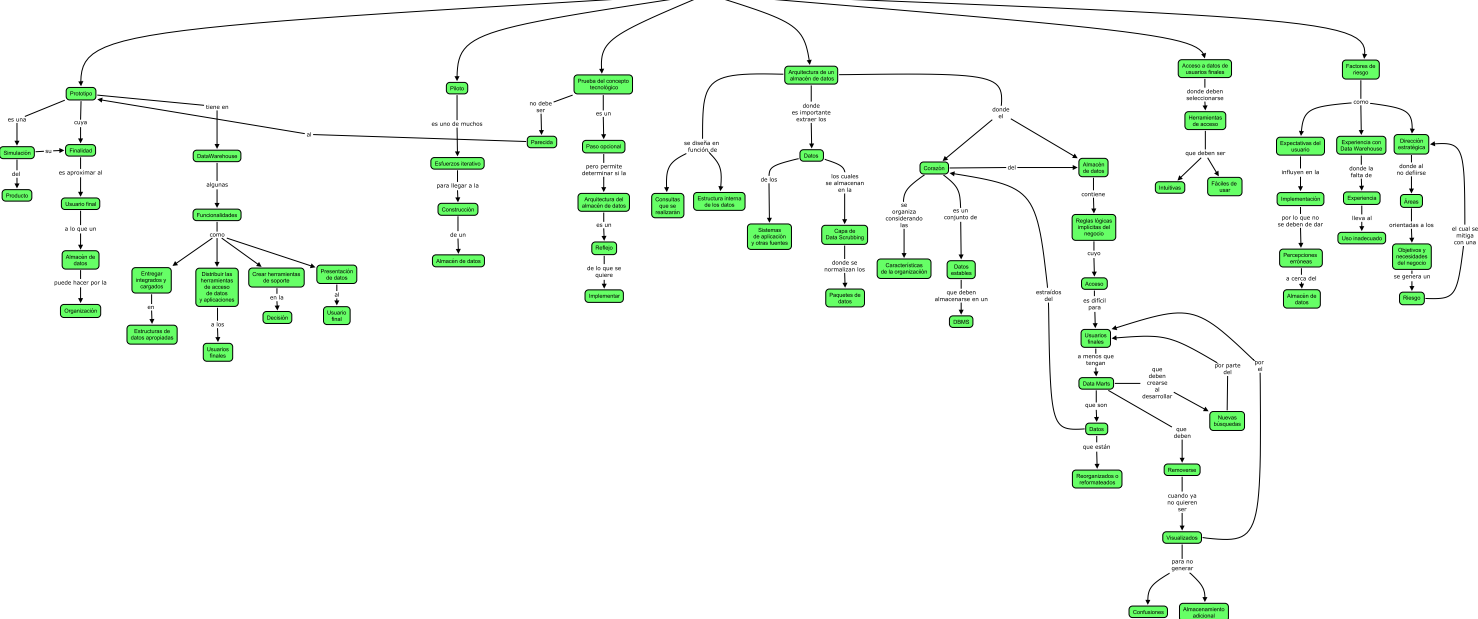 Prototipo
es una
cuya
tiene en
Simulación
su
Finalidad
del
Producto
es aproximar al
Usuario final
a lo que un
Almacén de
datos
puede hacer por la
Organización
DataWarehouse
algunas
Funcionalidades
como
Entregar
integrados y
cargados
en
Estructuras de
datos apropiadas
Distribuir las
herramientas
de acceso
de datos
y aplicaciones
a los
Usuarios
finales
Crear herramientas
de soporte
en la
Decisión
Presentación
de datos
al
Usuario
final
al
Piloto
es uno de muchos
Esfuerzos iterativo
para llegar a la
Construcción
de un
Almacén de datos
Prueba del concepto
tecnológico
no debe
ser
Parecida
es un
Paso opcional
pero permite
determinar si la
Arquitectura del
almacén de datos
es un
Reflejo
de lo que se
quiere
Implementar
Arquitectura de un
almacén de datos
se diseña en
función de
Consultas
que se
realizarán
Estructura interna
de los datos
donde
es importante
extraer los
Datos
de los
Sistemas
de aplicación
y otras fuentes
los cuales
se almacenan
en la
Capa de
Data Scrubbing
donde se
normalizan los
Paquetes de
datos
donde
el
Corazón
del
Almacén
de datos
se
organiza
considerando
las
Características
de la organización
es un
conjunto de
Datos
estables
que deben
almacenarse en un
DBMS
contiene
Reglas lógicas
implícitas del
negocio
cuyo
Acceso
es difícil
para
Usuarios
finales
a menos que
tengan
Data Marts
que son
Datos
extraídos
del
que están
Reorganizados o
reformateados
que
deben
crearse
al
desarrollar
Nuevas
búsquedas
por parte
del
que
deben
Removerse
cuando ya
no quieren
ser
Visualizados
por
el
para no
generar
Confusiones
Almacenamiento
adicional
Acceso a datos de
usuarios finales
donde deben
seleccionarse
Herramientas
de acceso
que deben ser
Intuitivas
Fáciles de
usar
Factores de
riesgo
como
Expectativas del
usuario
influyen en la
Implementación
por lo que no
se deben de dar
Percepciones
erróneas
a cerca del
Almacén de
datos
Experiencia con
Data Warehouse
donde la
falta de
Experiencia
lleva al
Uso inadecuado
Dirección
estratégica
donde al
no defiirse
Áreas
orientadas a los
Objetivos y
necesidades
del negocio
se genera un
Riesgo
el cual se
mitiga
con una